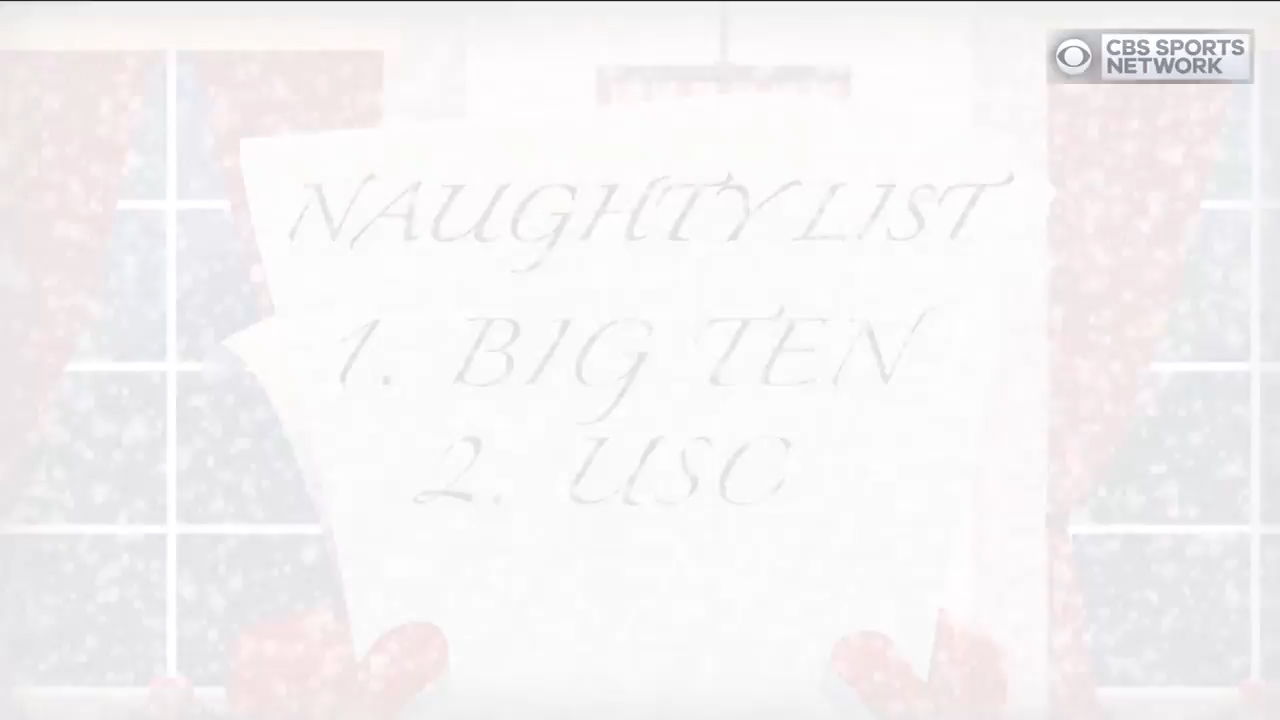 CBS SPORTS
NETWORK
NAUGHTY LIST
1. BIG TEN
2. USC